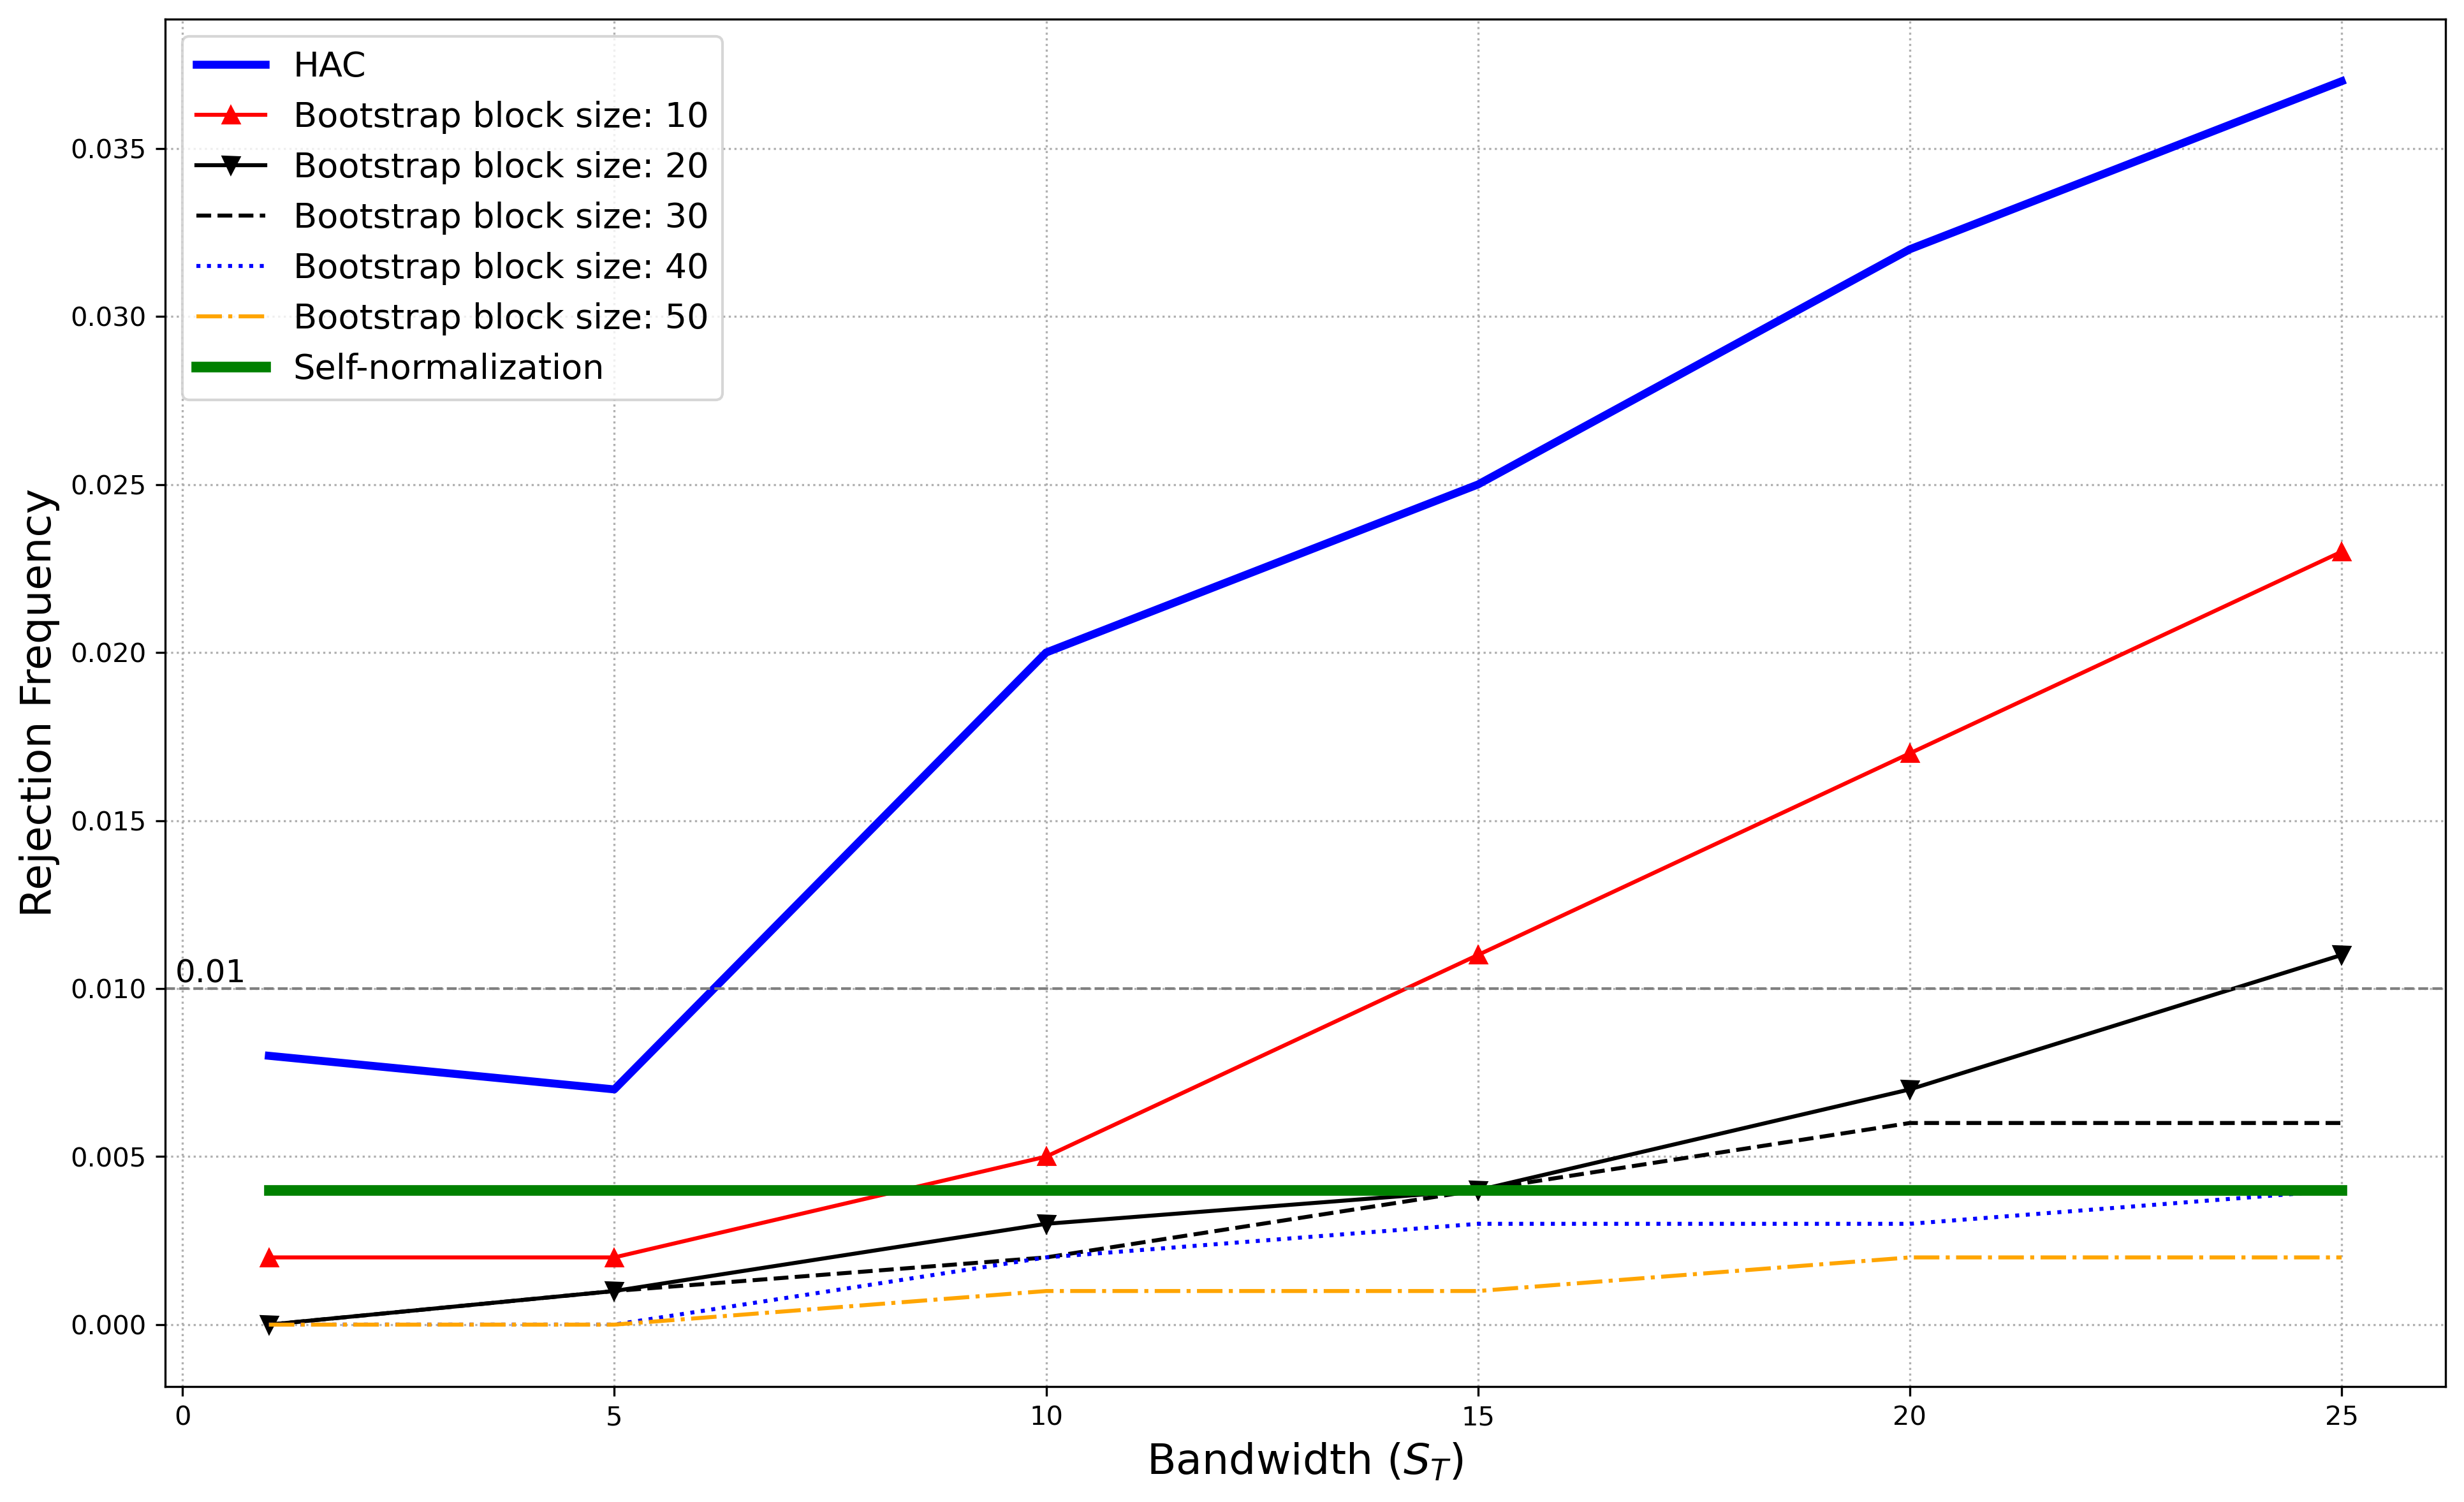 HAC
Bootstrap block size: 10
Bootstrap block size: 20
Bootstrap block size: 30
Bootstrap block size: 40
Bootstrap block size: 50
Self-normalization
Rejection Frequency
0.035
0.030
0.025
0.020
0.015
0.010
0.005
0.000
0.01
0
5
10
15
20
25
Bandwidth (S_T)